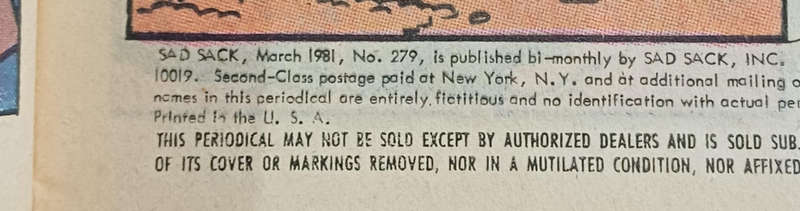 SAD SACK, March 1981, No. 279, is published bi-monthly by SAD SACK, INC.
10019. Second-Class postage paid at New York, N.Y. and at additional mailing
names in this periodical are entirely fictitious and no identification with actual
Printed in the U. S. A.
THIS PERIODICAL MAY NOT BE SOLD EXCEPT BY AUTHORIZED DEALERS AND IS SOLD SUB
OF ITS COVER OR MARKINGS REMOVED, NOR IN A MUTILATED CONDITION, NOR AFFIXED